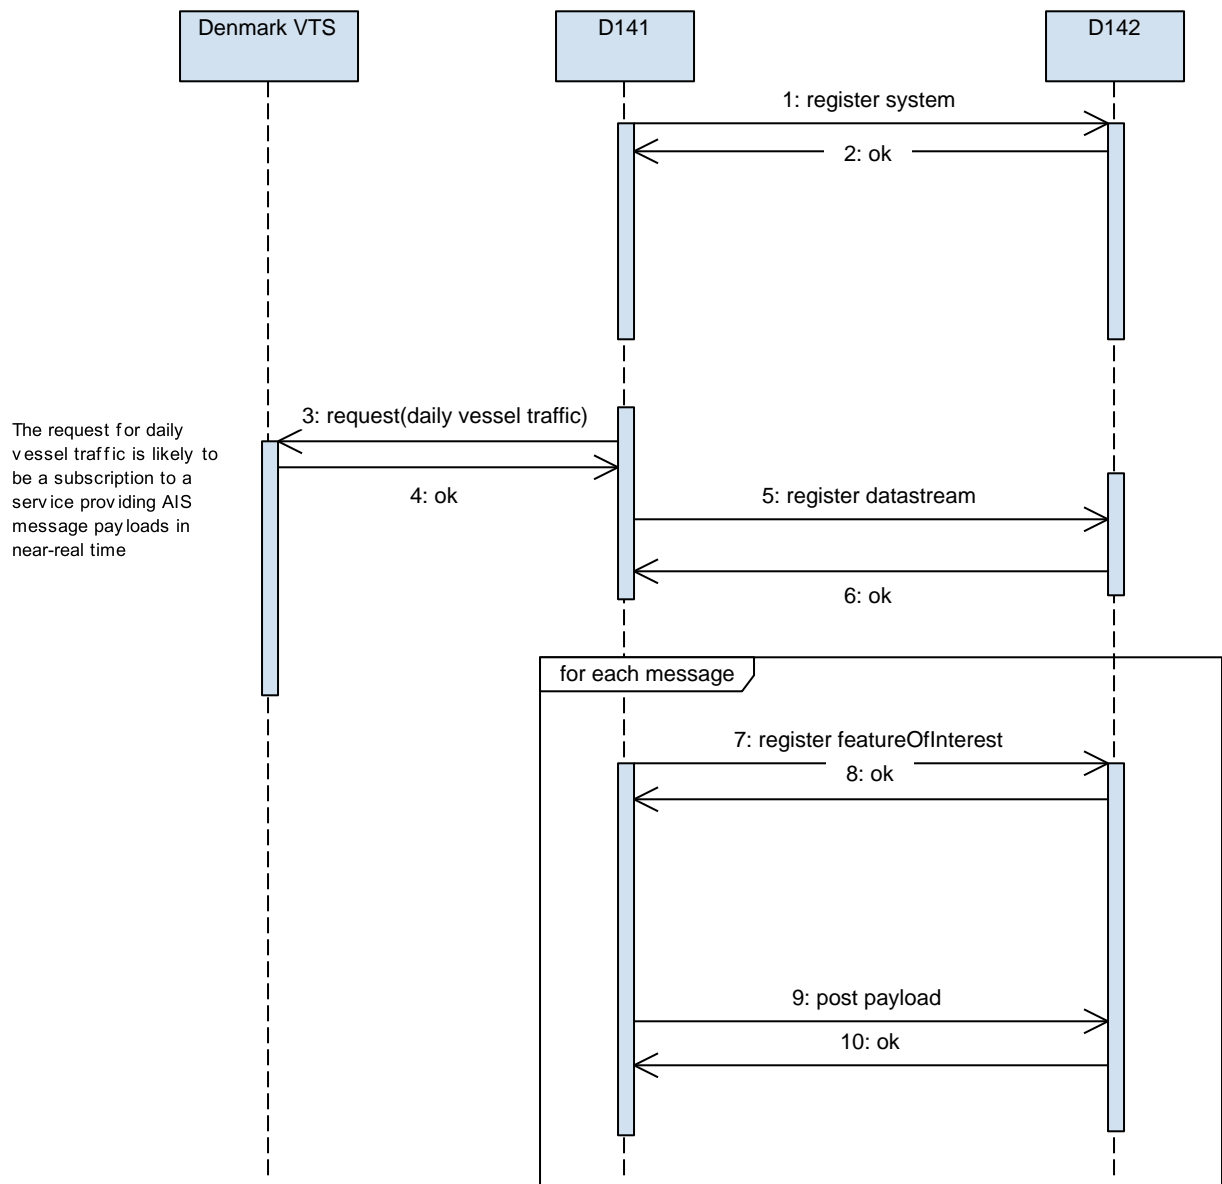 Denmark VTS
D141
D142
1: register system
2: ok
3: request(daily vessel traffic)
The request for daily
vessel traffic is likely to
be a subscription to a
service providing AIS
message payloads in
near-real time
4: ok
5: register datastream
6: ok
for each message
7: register featureOfInterest
8: ok
9: post payload
10: ok